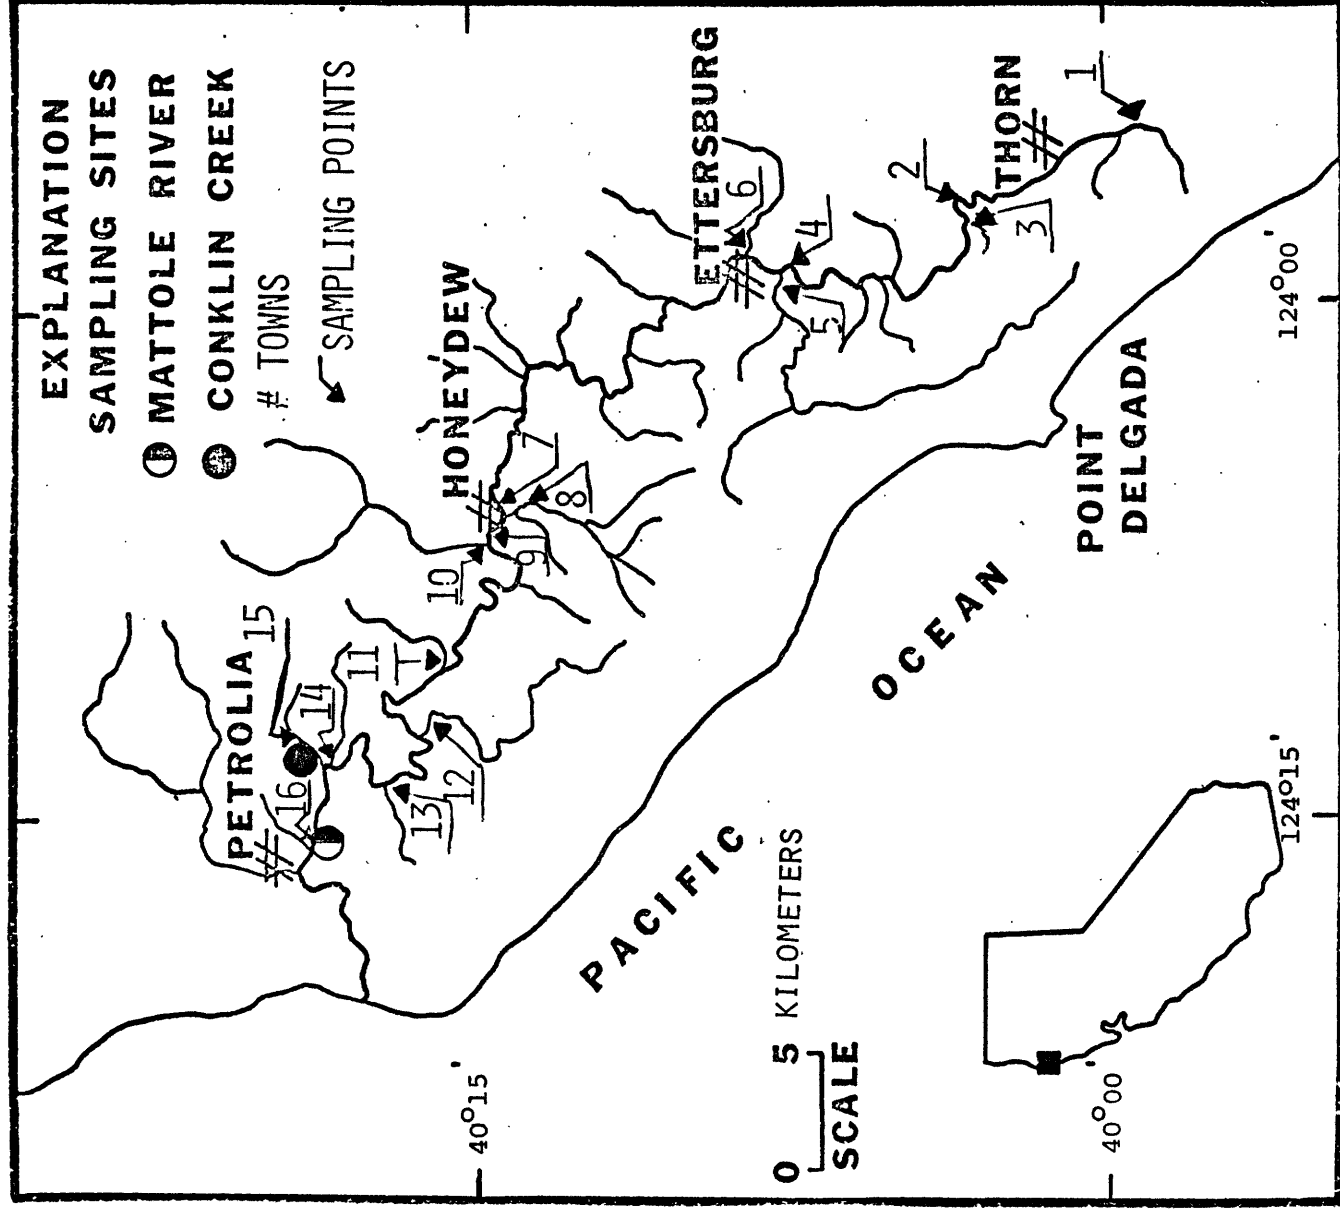 EXPLANATION
SAMPLING SITES
MATTOLE RIVER
CONKLIN CREEK
# TOWNS
SAMPLING POINTS
PETROLIA
15
14
16
11
13
12
10
9
HONEYDEW
7
8
ETTERSBURG
6
4
5
2
THORN
3
1
POINT
DELGADA
PACIFIC OCEAN
0 5 KILOMETERS
SCALE
40°15'
40°00'
124°00'
124°15'